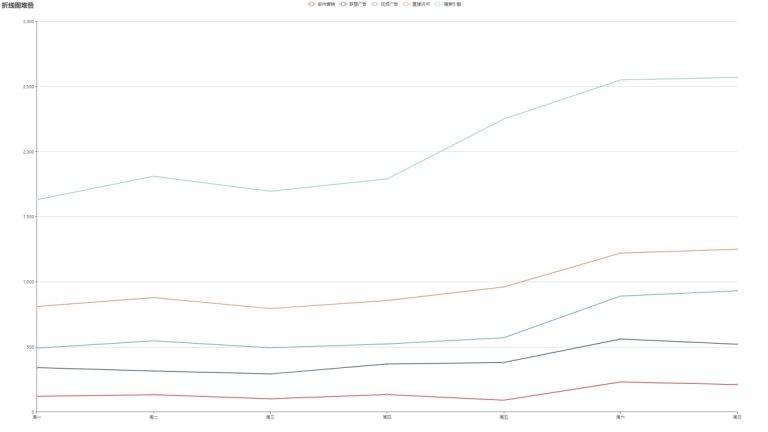 折线图堆叠
邮件营销 联盟广告 视频广告 直接访问 搜索引擎
3,000
2,500
2,000
1,500
1,000
500
0
周一 周二 周三 周四 周五 周六 周日